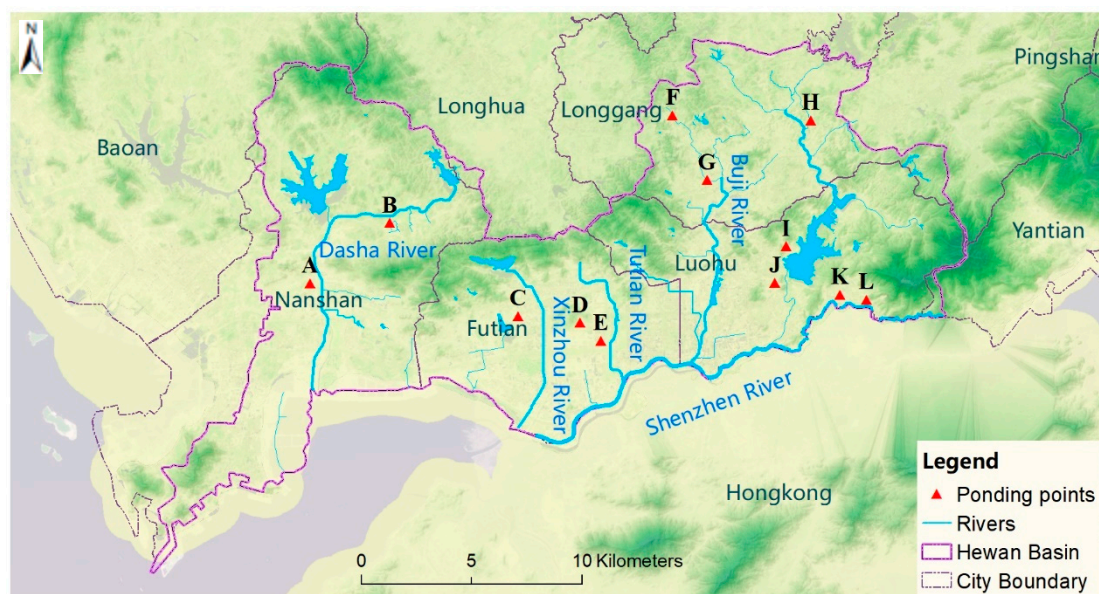 N
Pingshan
F
H
Longhua
Longgang
Baoan
G
Buji River
B
Yantian
Dasha River
I
Tutian River
Luohu
A
J
Nanshan
K
L
C
D
Xinzhou River
Futian
E
Shenzhen River
Legend
Ponding points
Hongkong
Rivers
0
5
10 Kilometers
Hewan Basin
City Boundary